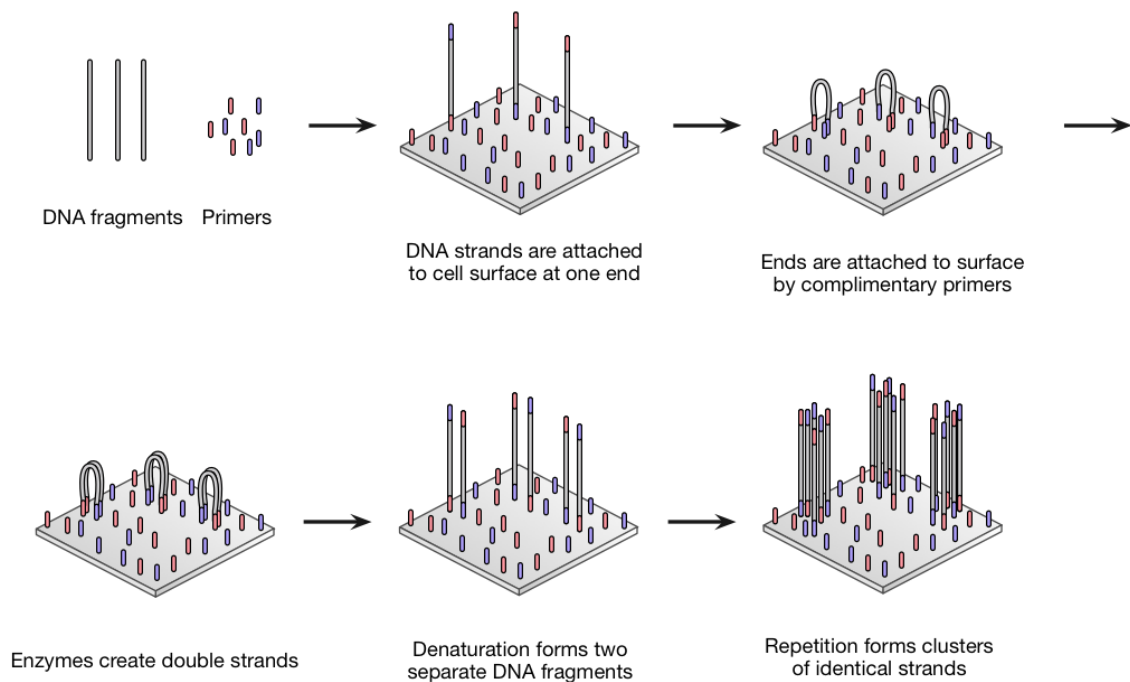 DNA fragments
Primers
DNA strands are attached
to cell surface at one end
Ends are attached to surface
by complimentary primers
Enzymes create double strands
Denaturation forms two
separate DNA fragments
Repetition forms clusters
of identical strands